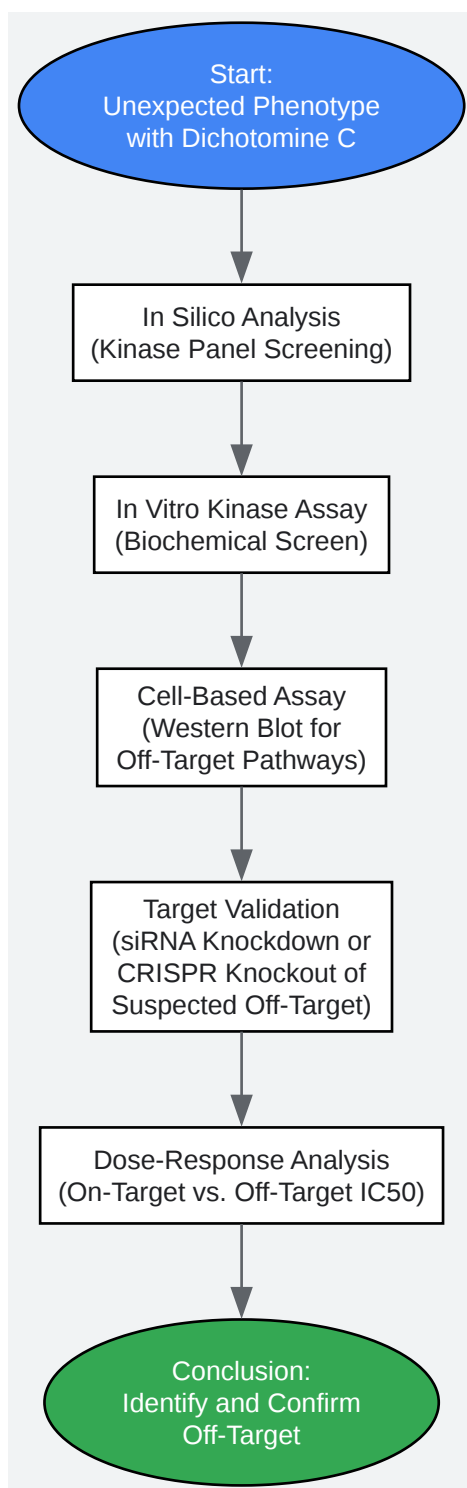 Start:
Unexpected Phenotype
with Dichotomine C
In Silico Analysis
(Kinase Panel Screening)
In Vitro Kinase Assay
(Biochemical Screen)
Cell-Based Assay
(Western Blot for
Off-Target Pathways)
Target Validation
(siRNA Knockdown or
CRISPR Knockout of
Suspected Off-Target)
Dose-Response Analysis
(On-Target vs. Off-Target IC50)
Conclusion:
Identify and Confirm
Off-Target